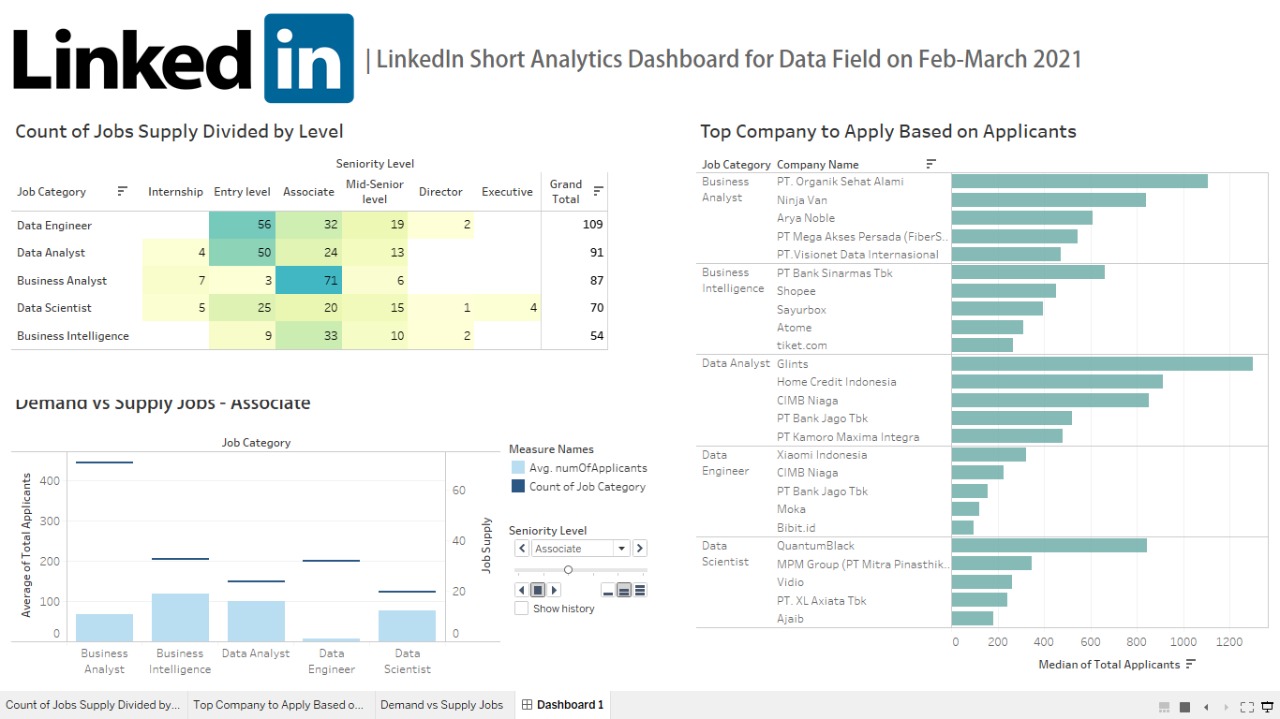 Linked in | LinkedIn Short Analytics Dashboard for Data Field on Feb-March 2021
Count of Jobs Supply Divided by Level
Seniority Level
Job Category Internship Entry level Associate Mid-Senior level Director Executive Grand Total
Data Engineer 56 32 19 2 109
Data Analyst 4 50 24 13 91
Business Analyst 7 3 71 6 87
Data Scientist 5 25 20 15 1 4 70
Business Intelligence 9 33 10 2 54
Demand vs Supply Jobs - Associate
Job Category
Average of Total Applicants
400
300
200
100
0
60
40
20
0
Job Supply
Business Analyst
Business Intelligence
Data Analyst
Data Engineer
Data Scientist
Measure Names
Avg. numOfApplicants
Count of Job Category
Seniority Level
Associate
Show history
Top Company to Apply Based on Applicants
Job Category Company Name
Business Analyst
PT. Organik Sehat Alami
Ninja Van
Arya Noble
PT Mega Akses Persada (FiberS..
PT.Visionet Data Internasional
Business Intelligence
PT Bank Sinarmas Tbk
Shopee
Sayurbox
Atome
tiket.com
Data Analyst
Glints
Home Credit Indonesia
CIMB Niaga
PT Bank Jago Tbk
PT Kamoro Maxima Integra
Data Engineer
Xiaomi Indonesia
CIMB Niaga
PT Bank Jago Tbk
Moka
Bibit.id
Data Scientist
QuantumBlack
MPM Group (PT Mitra Pinasthik..
Vidio
PT. XL Axiata Tbk
Ajaib
0 200 400 600 800 1000 1200
Median of Total Applicants
Count of Jobs Supply Divided by... Top Company to Apply Based o... Demand vs Supply Jobs Dashboard 1